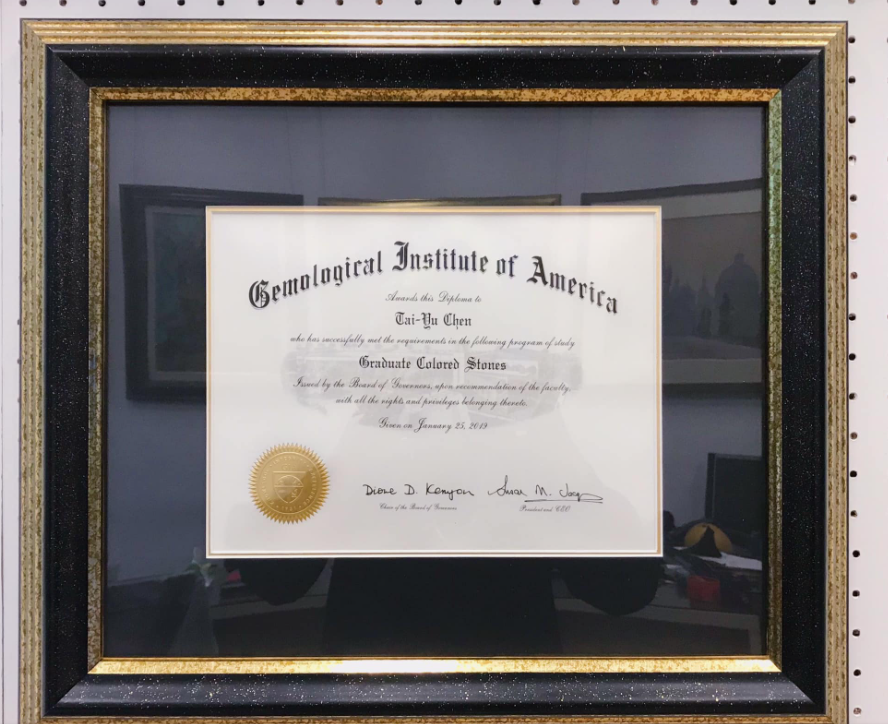 Gemological Institute of America
Awards this Diploma to
Tai-Yu Chen
who has successfully met the requirements in the following program of study
Graduate Colored Stones
Issued by the Board of Governors, upon recommendation of the faculty,
with all the rights and privileges belonging thereto.
Given on January 25, 2019
Diane D. Kenyon Susan M. Jacques
Chair of the Board of Governors President and CEO